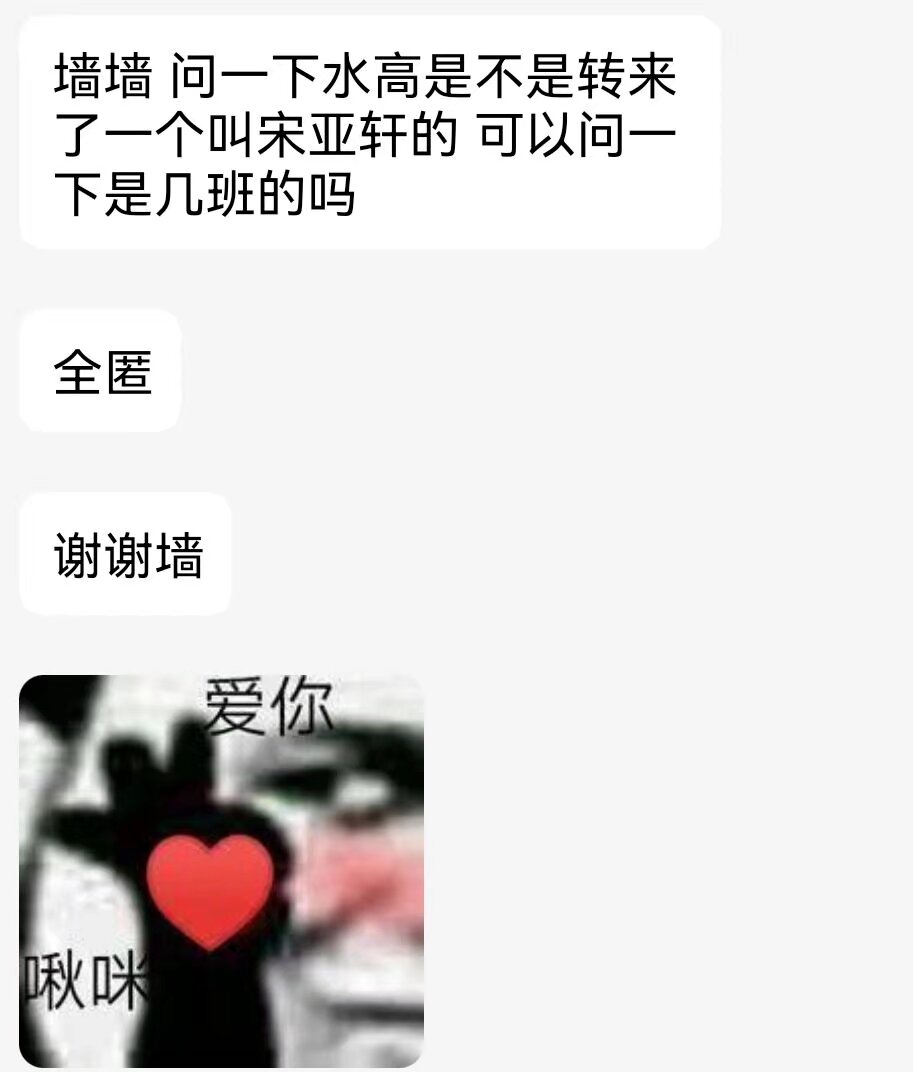 墙墙 问一下水高是不是转来
了一个叫宋亚轩的 可以问一
下是几班的吗
全匿
谢谢墙
爱你
啾咪